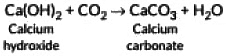 Ca(OH)₂ + CO₂ → CaCO₃ + H₂O
Calcium Calcium
hydroxide carbonate